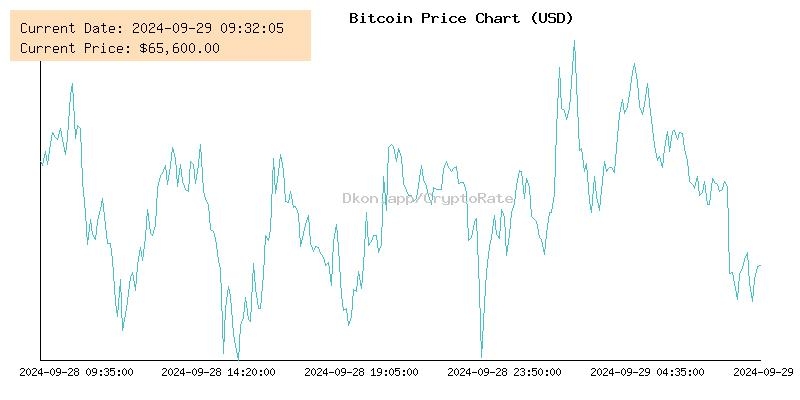 Bitcoin Price Chart (USD)
Current Date: 2024-09-29 09:32:05
Current Price: $65,600.00
Dkon.app/CryptoRate
2024-09-28 09:35:00 2024-09-28 14:20:00 2024-09-28 19:05:00 2024-09-28 23:50:00 2024-09-29 04:35:00 2024-09-29